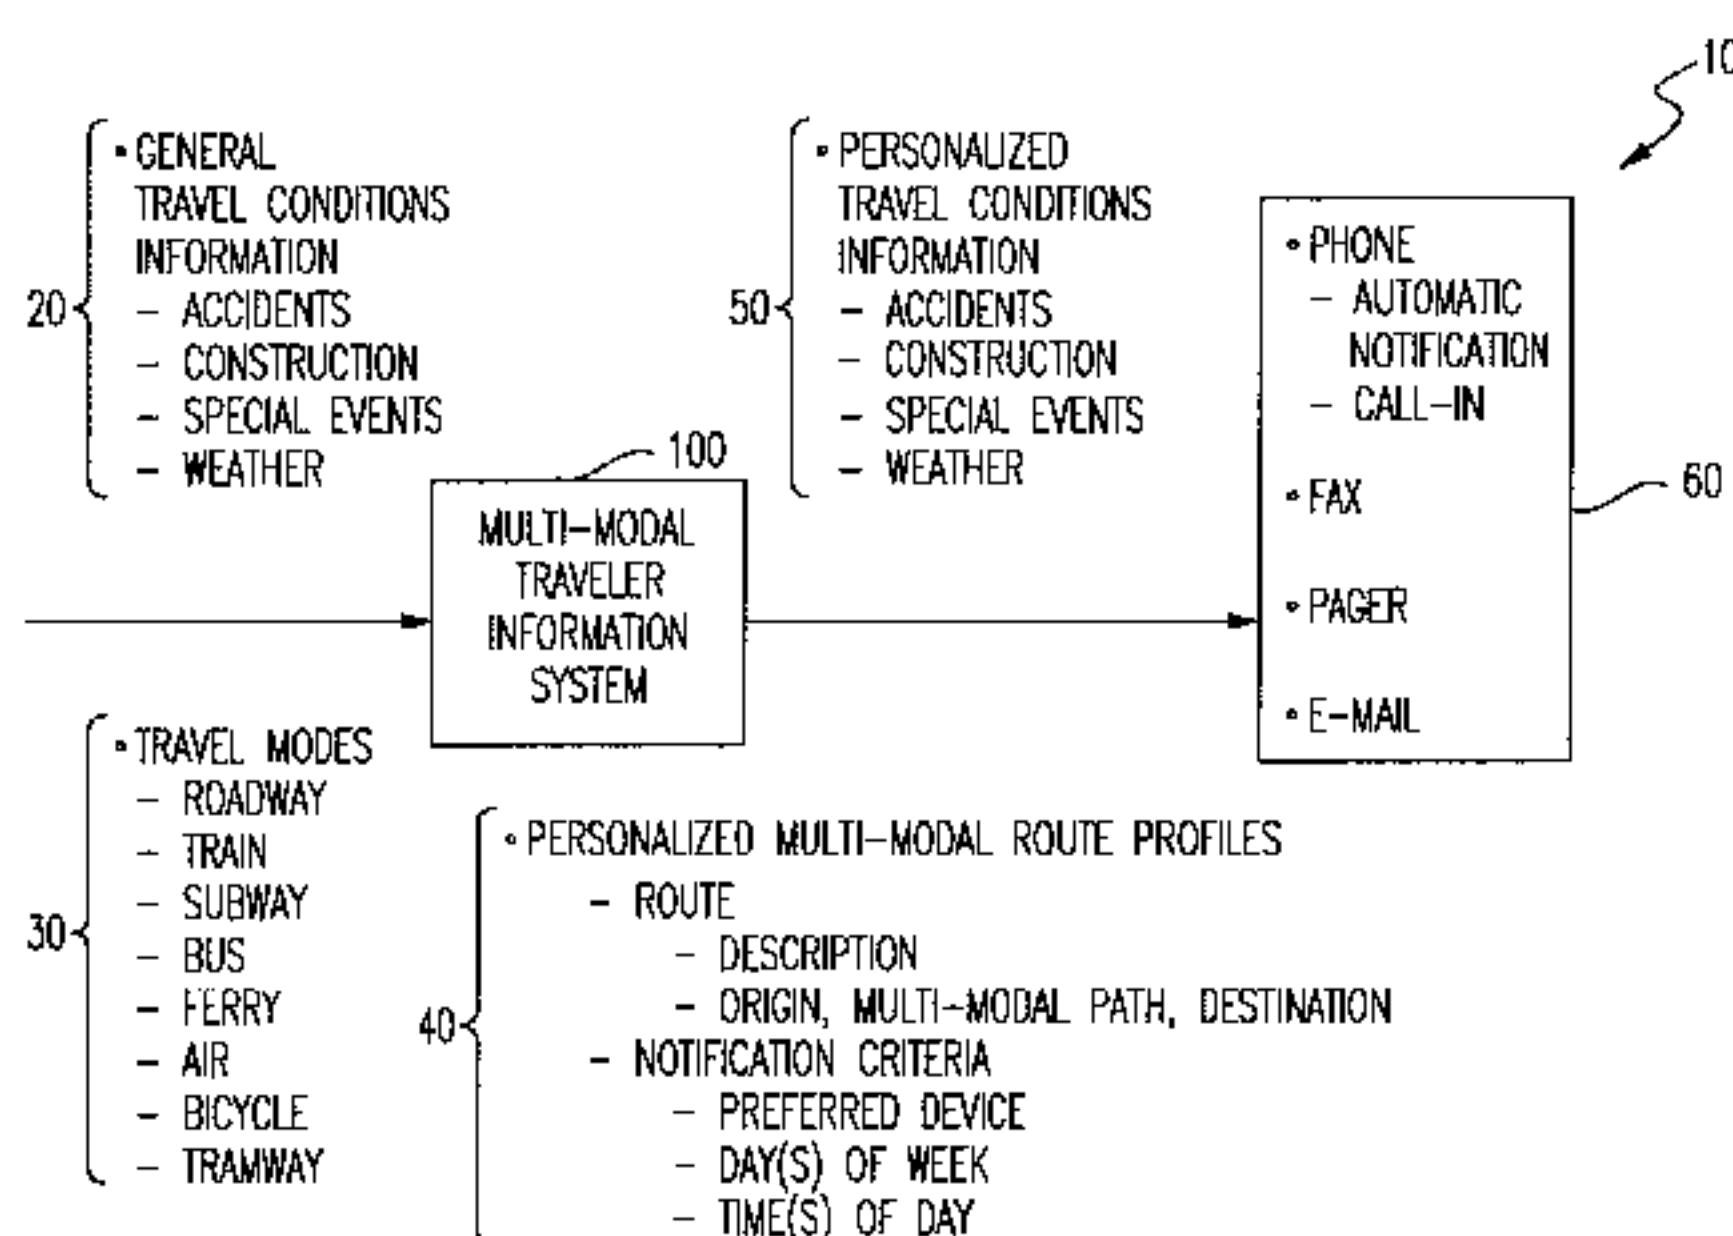 10
20
• GENERAL
TRAVEL CONDITIONS
INFORMATION
– ACCIDENTS
– CONSTRUCTION
– SPECIAL EVENTS
– WEATHER
50
• PERSONALIZED
TRAVEL CONDITIONS
INFORMATION
– ACCIDENTS
– CONSTRUCTION
– SPECIAL EVENTS
– WEATHER
• PHONE
– AUTOMATIC
NOTIFICATION
– CALL-IN
• FAX
• PAGER
• E-MAIL
60
100
MULTI-MODAL
TRAVELER
INFORMATION
SYSTEM
30
• TRAVEL MODES
– ROADWAY
– TRAIN
– SUBWAY
– BUS
– FERRY
– AIR
– BICYCLE
– TRAMWAY
40
• PERSONALIZED MULTI-MODAL ROUTE PROFILES
– ROUTE
– DESCRIPTION
– ORIGIN, MULTI-MODAL PATH, DESTINATION
– NOTIFICATION CRITERIA
– PREFERRED DEVICE
– DAY(S) OF WEEK
– TIME(S) OF DAY